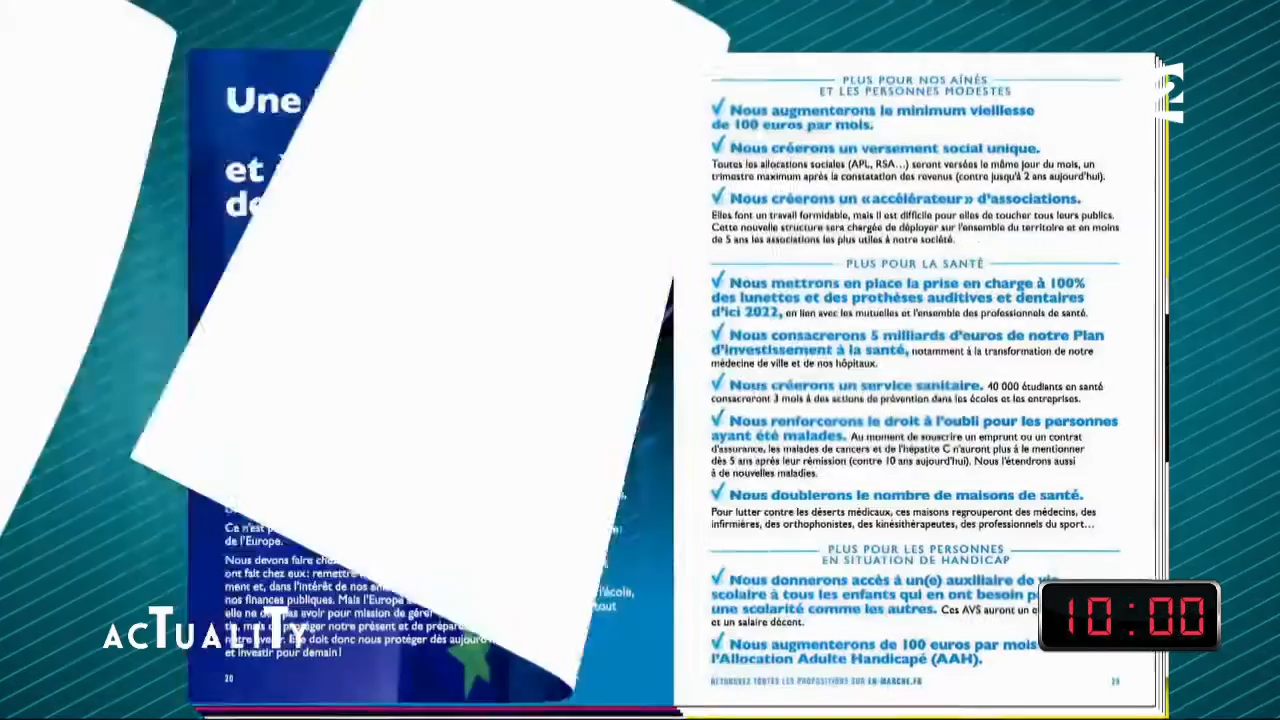 Une
et
de
Ce n'est
de l'Europe.
Nous devons faire
ont fait chez eux: remettre
ment et, dans l'intérêt de nos
nos finances publiques. Mais l'Europe
elle ne pas avoir pour mission de gérer
notre présent et de
doit donc nous protéger dès
et investir pour demain!
l'école,
tout
PLUS POUR NOS AÎNÉS
ET LES PERSONNES MODESTES
✓ Nous augmenterons le minimum vieillesse
de 100 euros par mois.
✓ Nous créerons un versement social unique.
Toutes les allocations sociales (APL, RSA...) seront versées le même jour du mois, un
trimestre maximum après la constatation des revenus (contre jusqu'à 2 ans aujourd'hui).
✓ Nous créerons un «accélérateur» d'associations.
Elles font un travail formidable, mais il est difficile pour elles de toucher tous leurs publics.
Cette nouvelle structure sera chargée de déployer sur l'ensemble du territoire et en moins
de 5 ans les associations les plus utiles à notre société.
PLUS POUR LA SANTÉ
✓ Nous mettrons en place la prise en charge à 100%
des lunettes et des prothèses auditives et dentaires
d'ici 2022, en lien avec les mutuelles et l'ensemble des professionnels de santé.
✓ Nous consacrerons 5 milliards d'euros de notre Plan
d'investissement à la santé, notamment à la transformation de notre
médecine de ville et de nos hôpitaux.
✓ Nous créerons un service sanitaire. 40 000 étudiants en santé
consacreront 3 mois à des actions de prévention dans les écoles et les entreprises.
✓ Nous renforcerons le droit à l'oubli pour les personnes
ayant été malades. Au moment de souscrire un emprunt ou un contrat
d'assurance, les malades de cancers et de l'hépatite C n'auront plus à le mentionner
dès 5 ans après leur rémission (contre 10 ans aujourd'hui). Nous l'étendrons aussi
à de nouvelles maladies.
✓ Nous doublerons le nombre de maisons de santé.
Pour lutter contre les déserts médicaux, ces maisons regrouperont des médecins, des
infirmières, des orthophonistes, des kinésithérapeutes, des professionnels du sport...
PLUS POUR LES PERSONNES
EN SITUATION DE HANDICAP
✓ Nous donnerons accès à un(e) auxiliaire de vie
scolaire à tous les enfants qui en ont besoin
une scolarité comme les autres. Ces AVS auront un
et un salaire décent.
✓ Nous augmenterons de 100 euros par mois
l'Allocation Adulte Handicapé (AAH).
20
RETROUVEZ TOUTES LES PROPOSITIONS SUR EN-MARCHE.FR
2
ACTUALITY
10:00